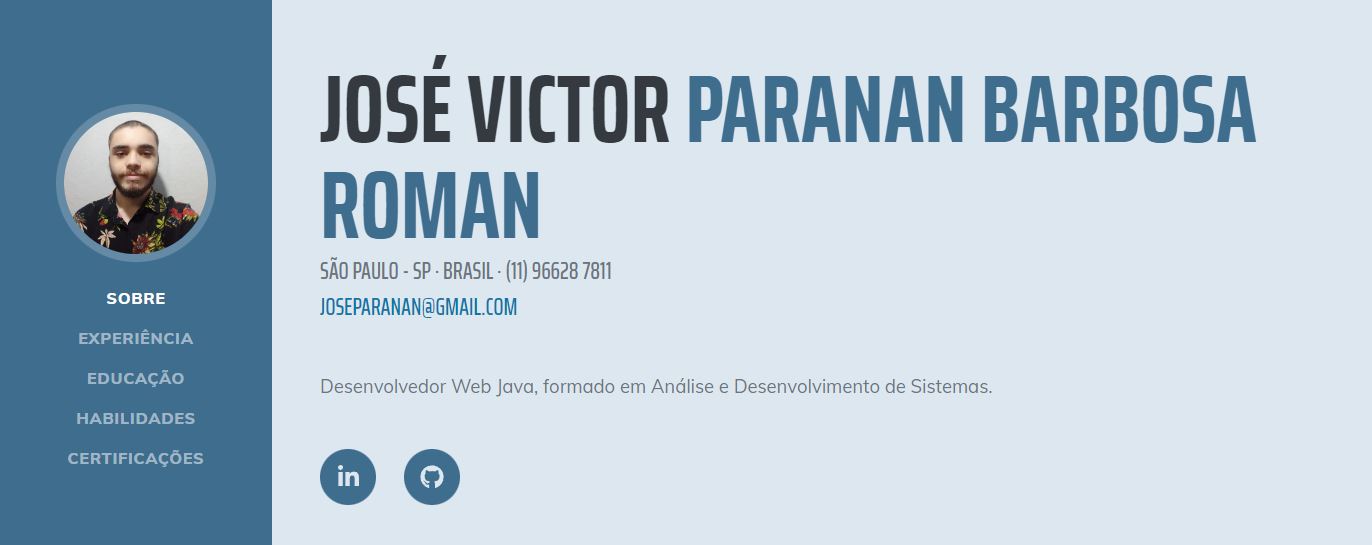 JOSÉ VICTOR PARANAN BARBOSA
ROMAN
SÃO PAULO - SP · BRASIL · (11) 96628 7811
JOSEPARANAN@GMAIL.COM
Desenvolvedor Web Java, formado em Análise e Desenvolvimento de Sistemas.
in
SOBRE
EXPERIÊNCIA
EDUCAÇÃO
HABILIDADES
CERTIFICAÇÕES